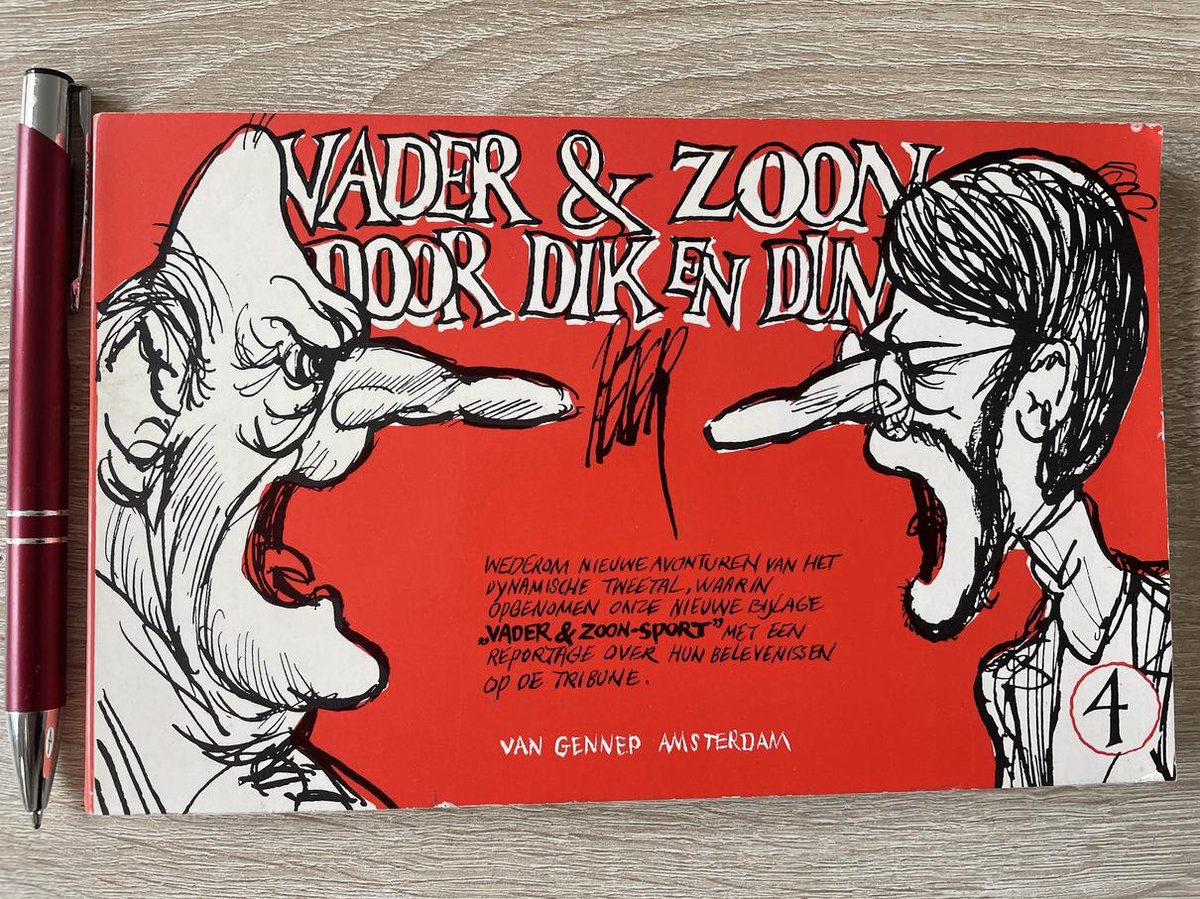 VADER & ZOON
DOOR DIK EN DUN
PETER
WEDEROM NIEUWE AVONTUREN VAN HET
DYNAMISCHE TWEETAL, WAARIN
OPGENOMEN ONZE NIEUWE BIJLAGE
„VADER & ZOON-SPORT” MET EEN
REPORTAGE OVER HUN BELEVENISSEN
OP DE TRIBUNE.
4
VAN GENNEP AMSTERDAM